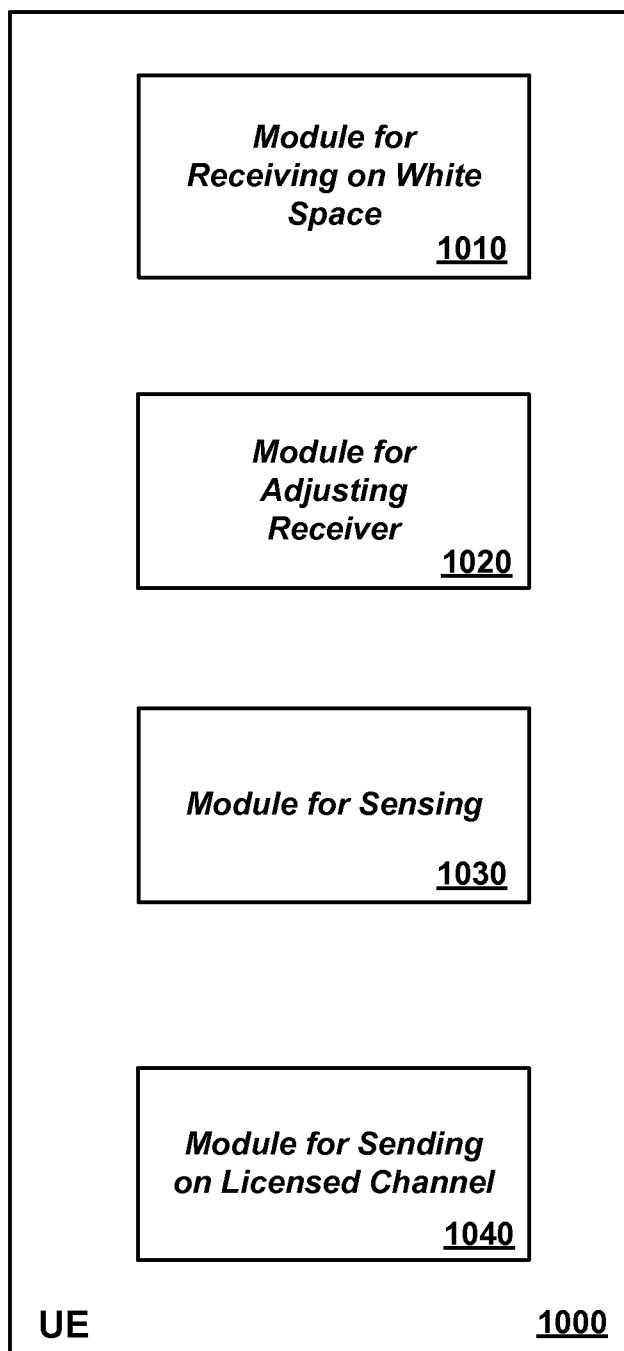 Module for
Receiving on White
Space
1010
Module for
Adjusting
Receiver
1020
Module for Sensing
1030
Module for Sending
on Licensed Channel
1040
UE 1000